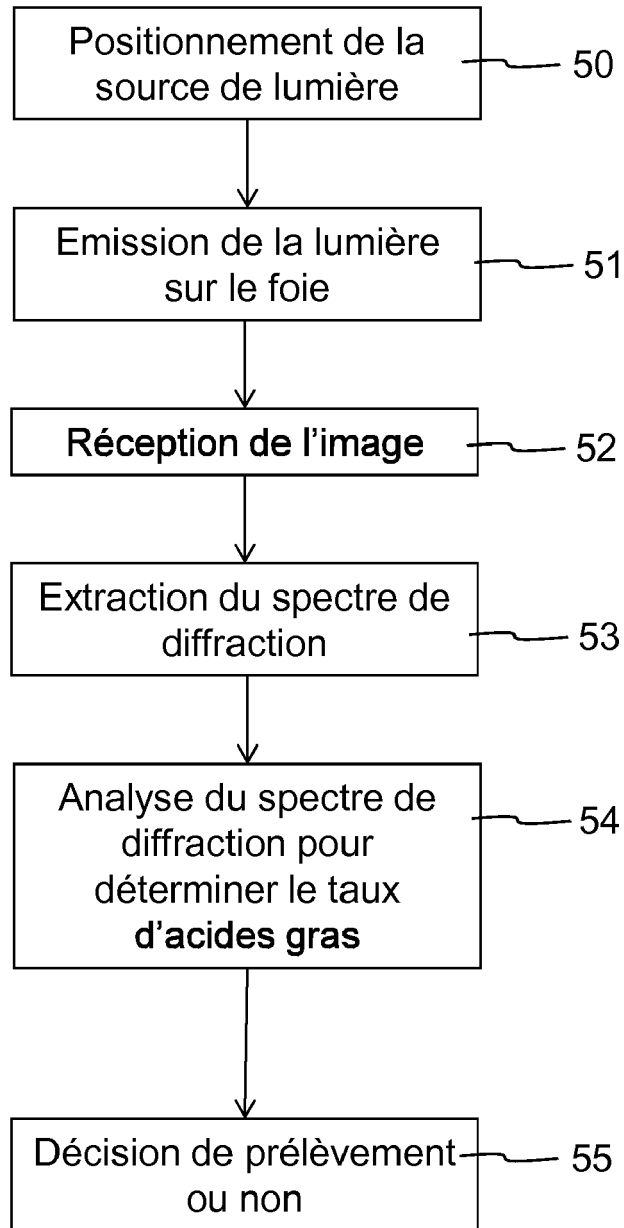 Positionnement de la
source de lumière
50
Emission de la lumière
sur le foie
51
Réception de l'image
52
Extraction du spectre de
diffraction
53
Analyse du spectre de
diffraction pour
déterminer le taux
d'acides gras
54
Décision de prélèvement
ou non
55